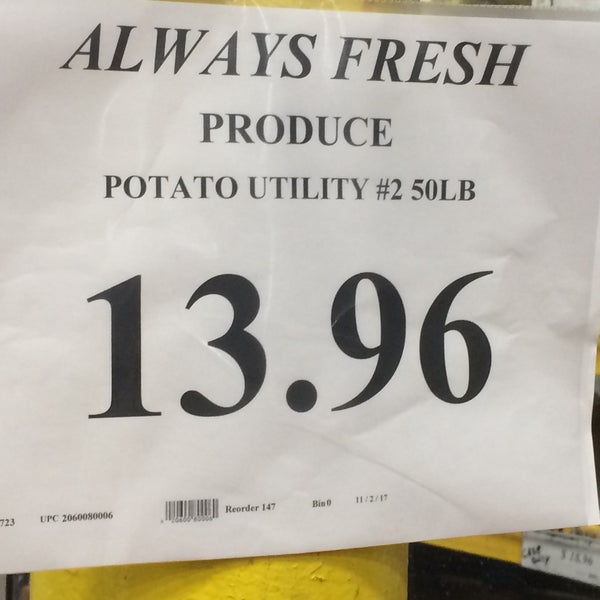 ALWAYS FRESH
PRODUCE
POTATO UTILITY #2 50LB
13.96
723 UPC 2060080006 Reorder 147 Bin 0 11/2/17